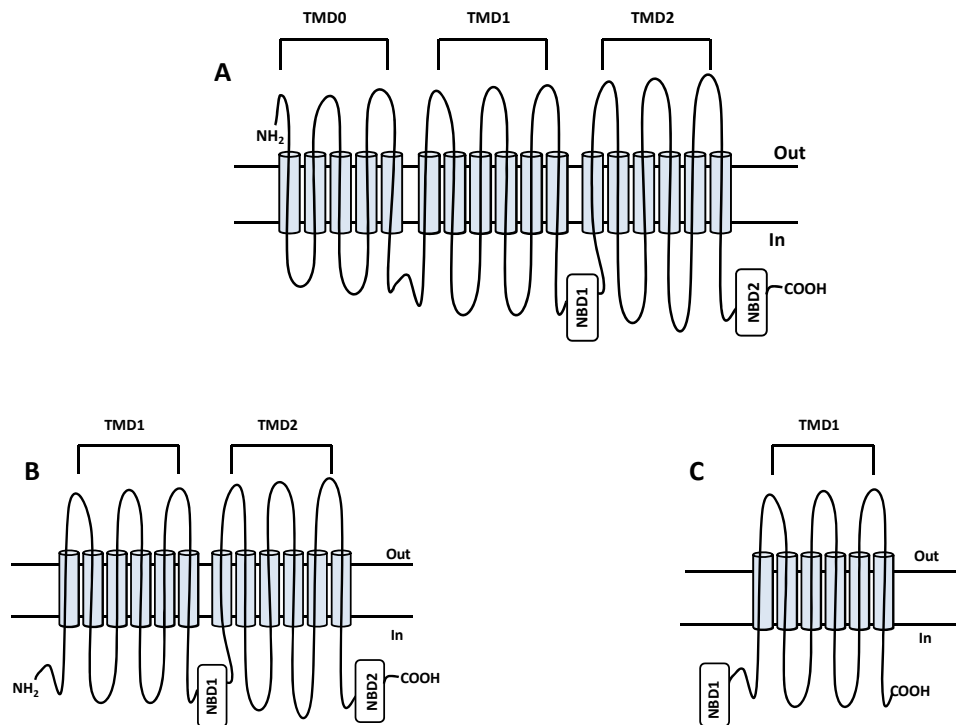 TMD0 TMD1 TMD2
A
NH₂
Out
In
NBD1
NBD2
COOH
TMD1 TMD2
B
Out
In
NH₂
NBD1
NBD2
COOH
TMD1
C
Out
In
NBD1
COOH